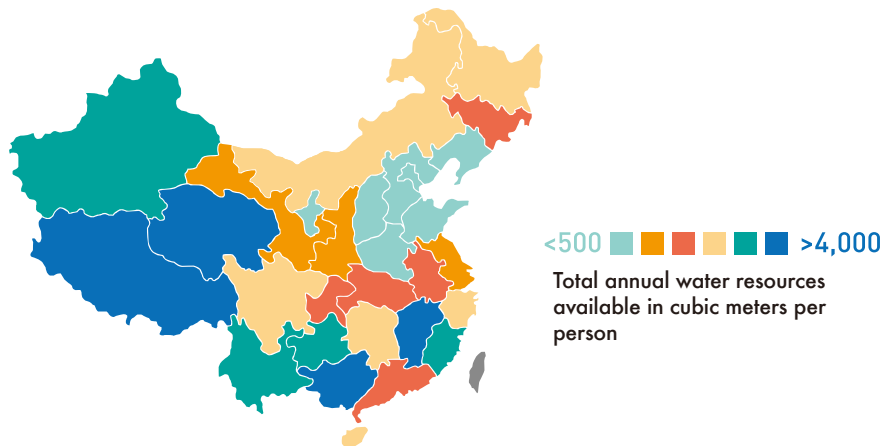 <500 >4,000
Total annual water resources
available in cubic meters per
person